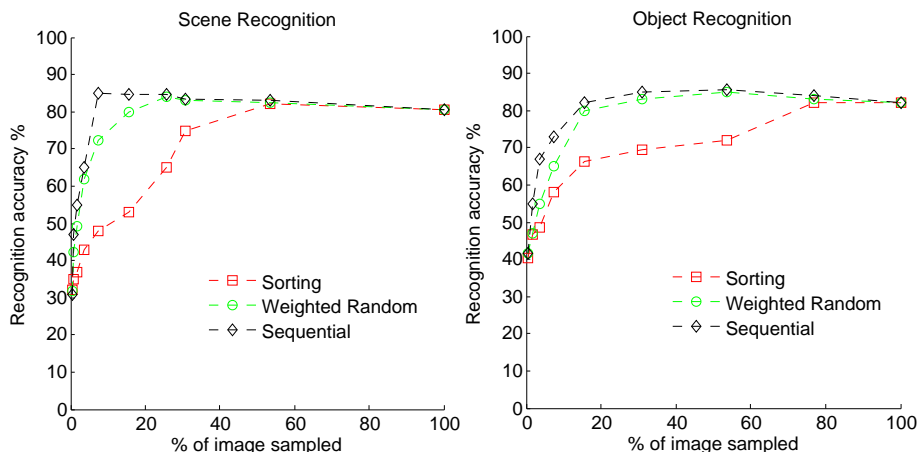 Scene Recognition
100
90
80
70
60
50
40
30
20
10
0
Recognition accuracy %
Sorting
Weighted Random
Sequential
0 20 40 60 80 100
% of image sampled
Object Recognition
100
90
80
70
60
50
40
30
20
10
0
Recognition accuracy %
Sorting
Weighted Random
Sequential
0 20 40 60 80 100
% of image sampled